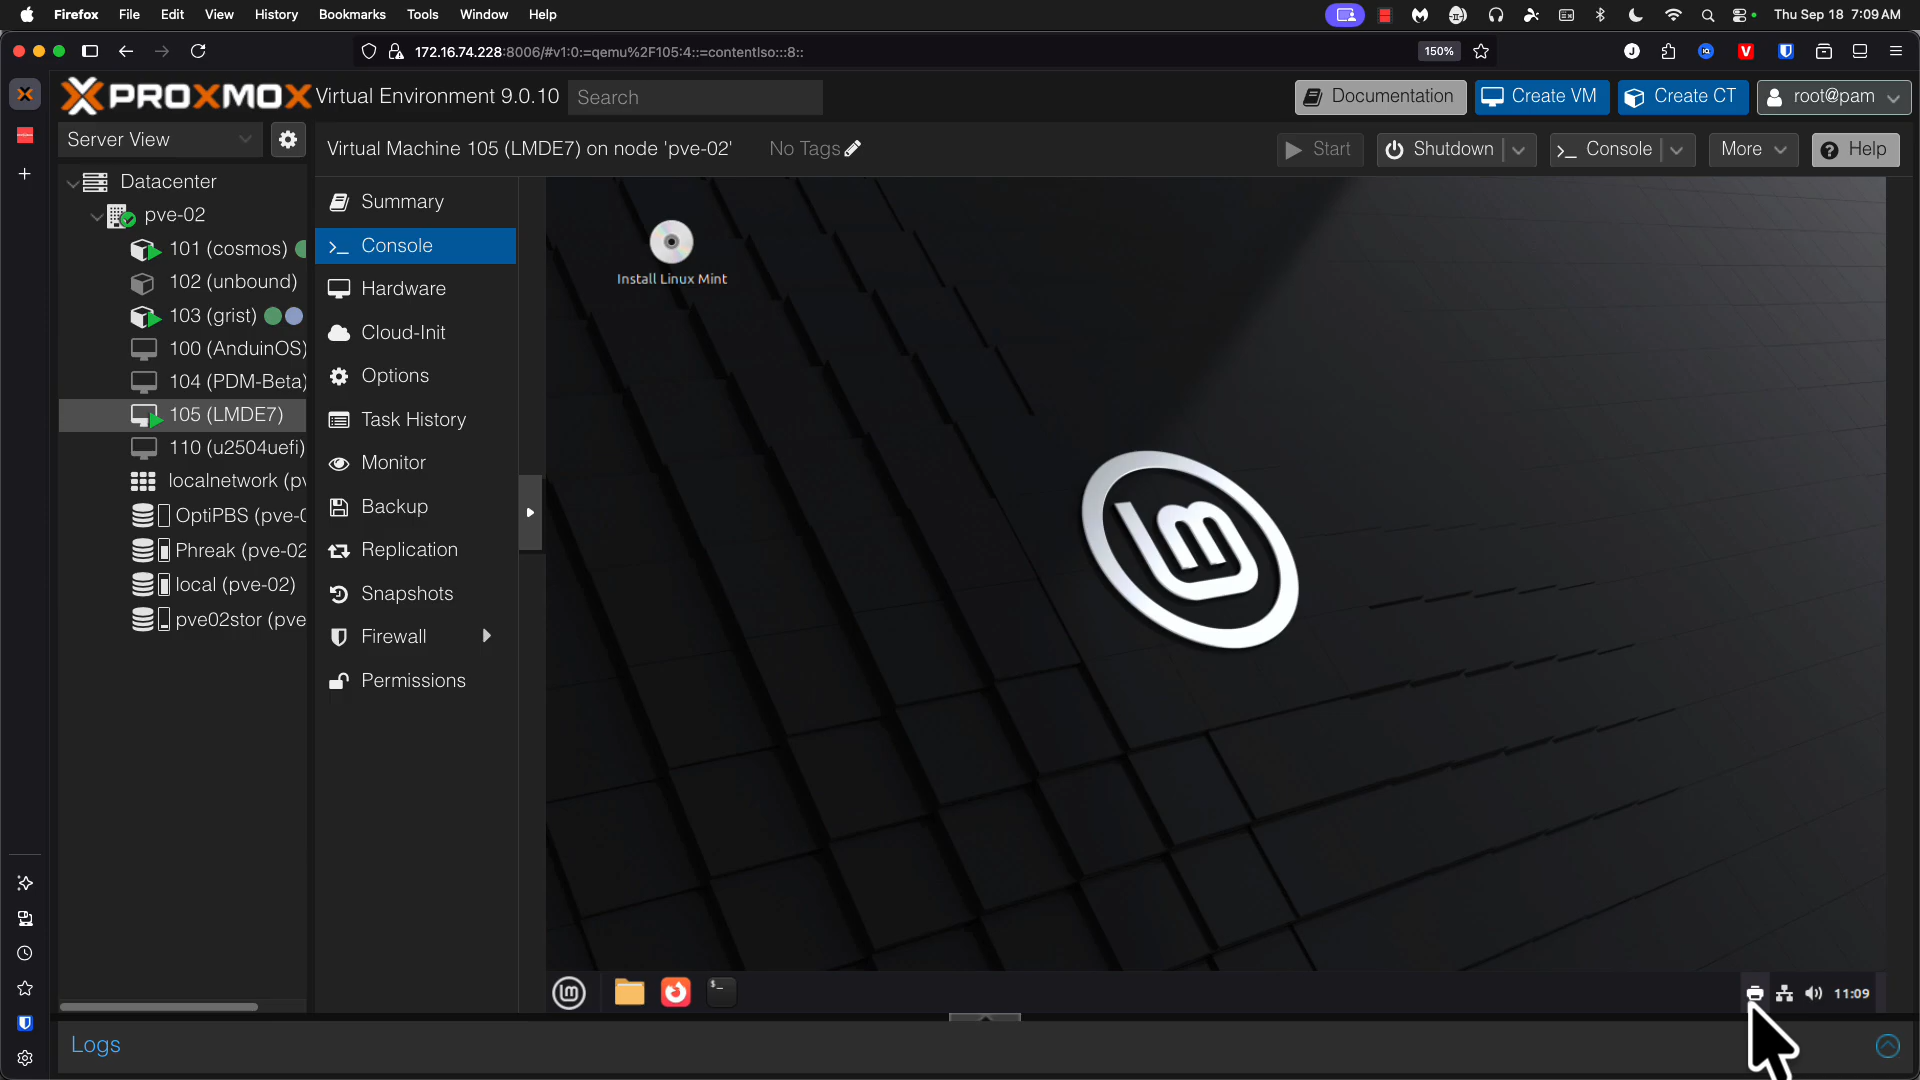 Firefox File Edit View History Bookmarks Tools Window Help
Thu Sep 18 7:09 AM
172.16.74.228:8006/#v1:0:=qemu%2F105:4::=contentIso:::8::
150%
PROXMOX Virtual Environment 9.0.10
Search
Documentation
Create VM
Create CT
root@pam
Server View
Virtual Machine 105 (LMDE7) on node 'pve-02'
No Tags
Start
Shutdown
Console
More
Help
Datacenter
pve-02
101 (cosmos)
102 (unbound)
103 (grist)
100 (AnduinOS)
104 (PDM-Beta)
105 (LMDE7)
110 (u2504uefi)
localnetwork (pv
OptiPBS (pve-0
Phreak (pve-02
local (pve-02)
pve02stor (pve
Summary
Console
Hardware
Cloud-Init
Options
Task History
Monitor
Backup
Replication
Snapshots
Firewall
Permissions
Install Linux Mint
11:09
Logs